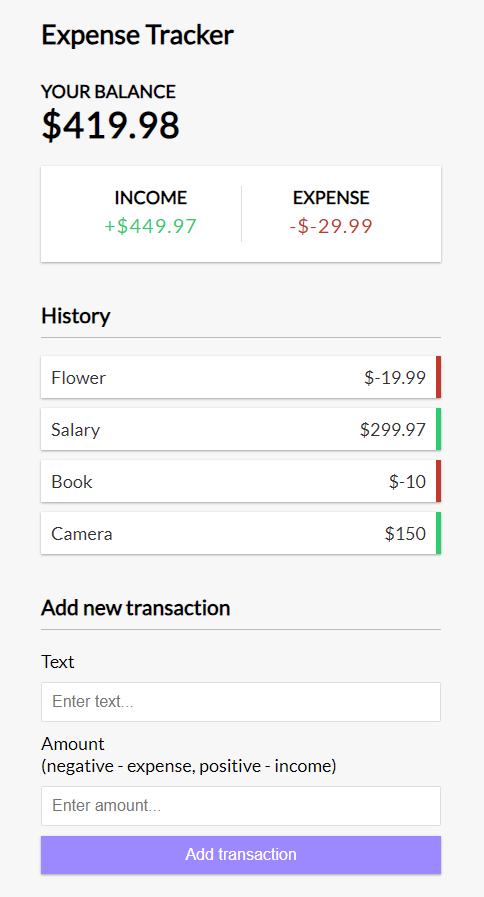 Expense Tracker
YOUR BALANCE
$419.98
INCOME EXPENSE
+$449.97 -$-29.99
History
Flower $-19.99
Salary $299.97
Book $-10
Camera $150
Add new transaction
Text
Enter text...
Amount
(negative - expense, positive - income)
Enter amount...
Add transaction